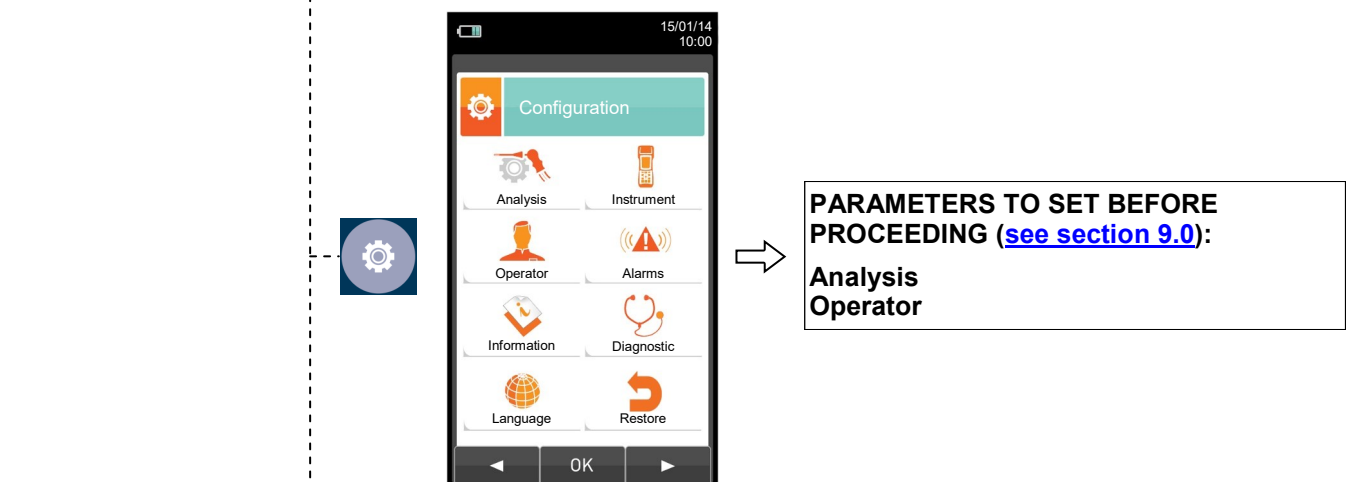 15/01/14
10:00
Configuration
Analysis
Instrument
Operator
Alarms
Information
Diagnostic
Language
Restore
OK
PARAMETERS TO SET BEFORE
PROCEEDING (see section 9.0):
Analysis
Operator